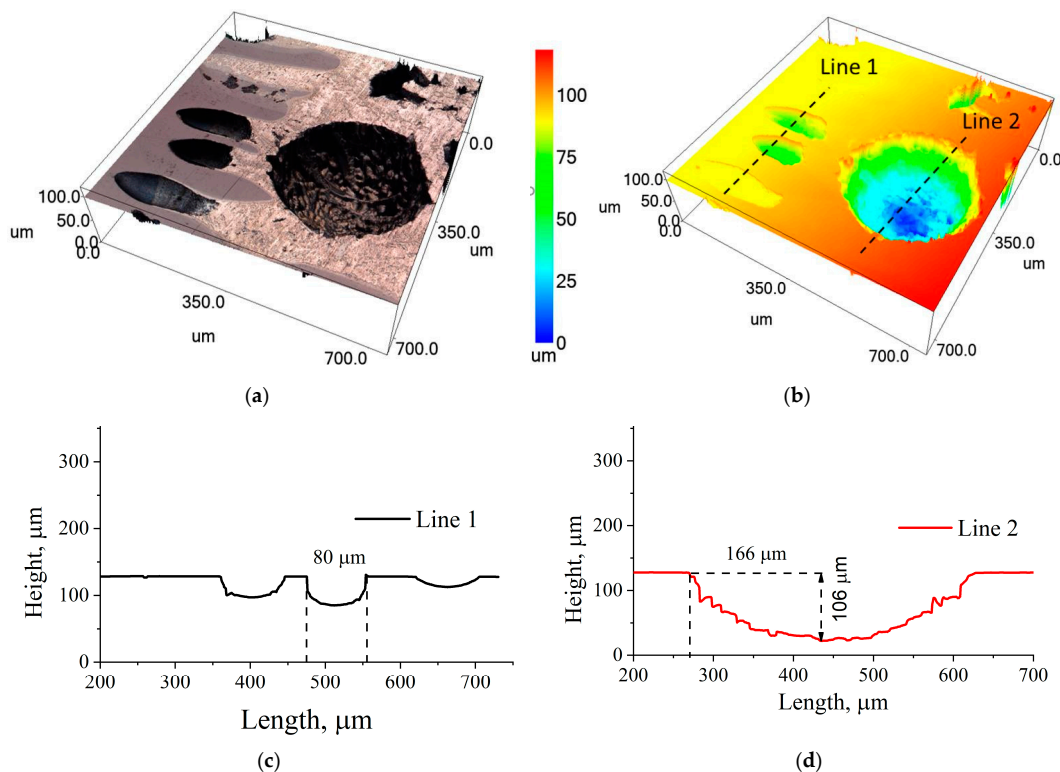 100.0
50.0
um
0.0
0.0
350.0
um
700.0
700.0
350.0
um
0.0
(a)
100
75
50
25
0
um
Line 1
Line 2
100.0
50.0
um
0.0
0.0
350.0
um
700.0
700.0
350.0
um
0.0
(b)
Height, μm
300
200
100
0
80 μm
Line 1
200
300
400
500
600
700
Length, μm
(c)
Height, μm
300
200
100
0
166 μm
106 μm
Line 2
200
300
400
500
600
700
Length, μm
(d)